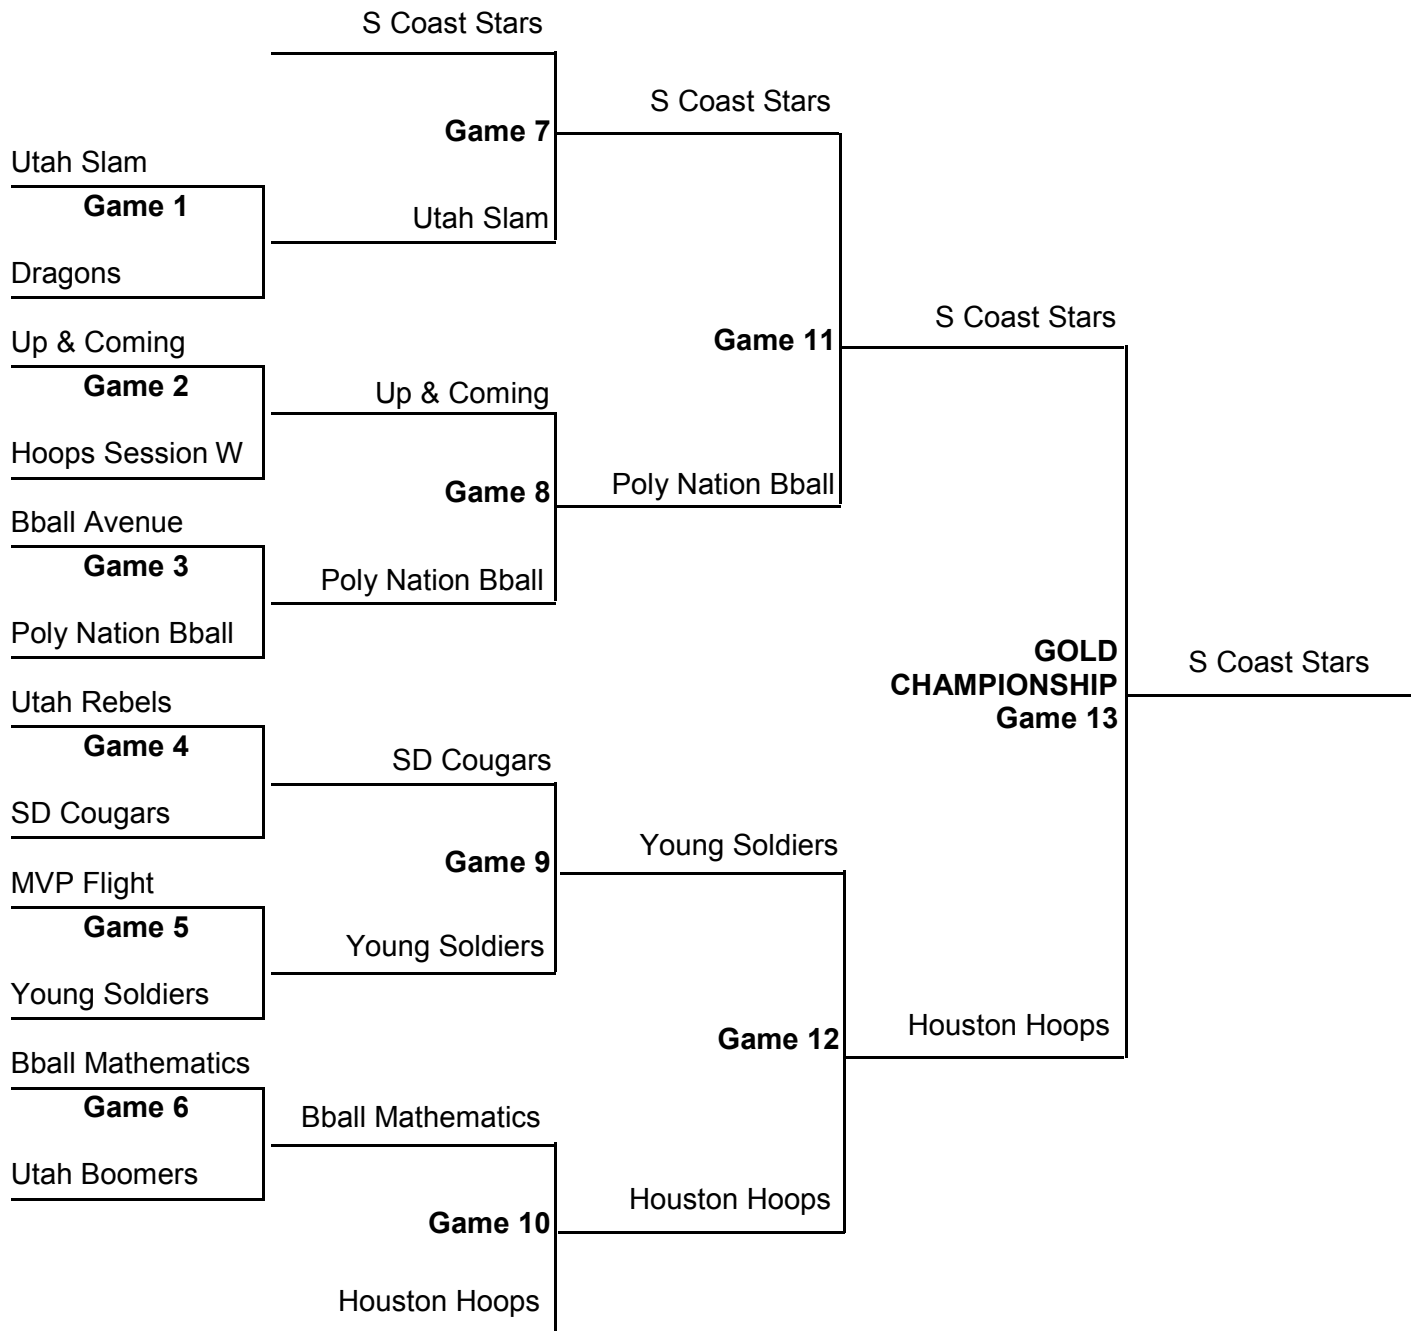 S Coast Stars
S Coast Stars
Game 7
Utah Slam
Game 1
Utah Slam
Dragons
S Coast Stars
Up & Coming
Game 11
Game 2
Up & Coming
Hoops Session W
Game 8
Poly Nation Bball
Bball Avenue
Game 3
Poly Nation Bball
Poly Nation Bball
GOLD
CHAMPIONSHIP
Game 13
S Coast Stars
Utah Rebels
Game 4
SD Cougars
SD Cougars
Young Soldiers
Game 9
MVP Flight
Game 5
Young Soldiers
Young Soldiers
Houston Hoops
Game 12
Bball Mathematics
Game 6
Bball Mathematics
Utah Boomers
Houston Hoops
Game 10
Houston Hoops